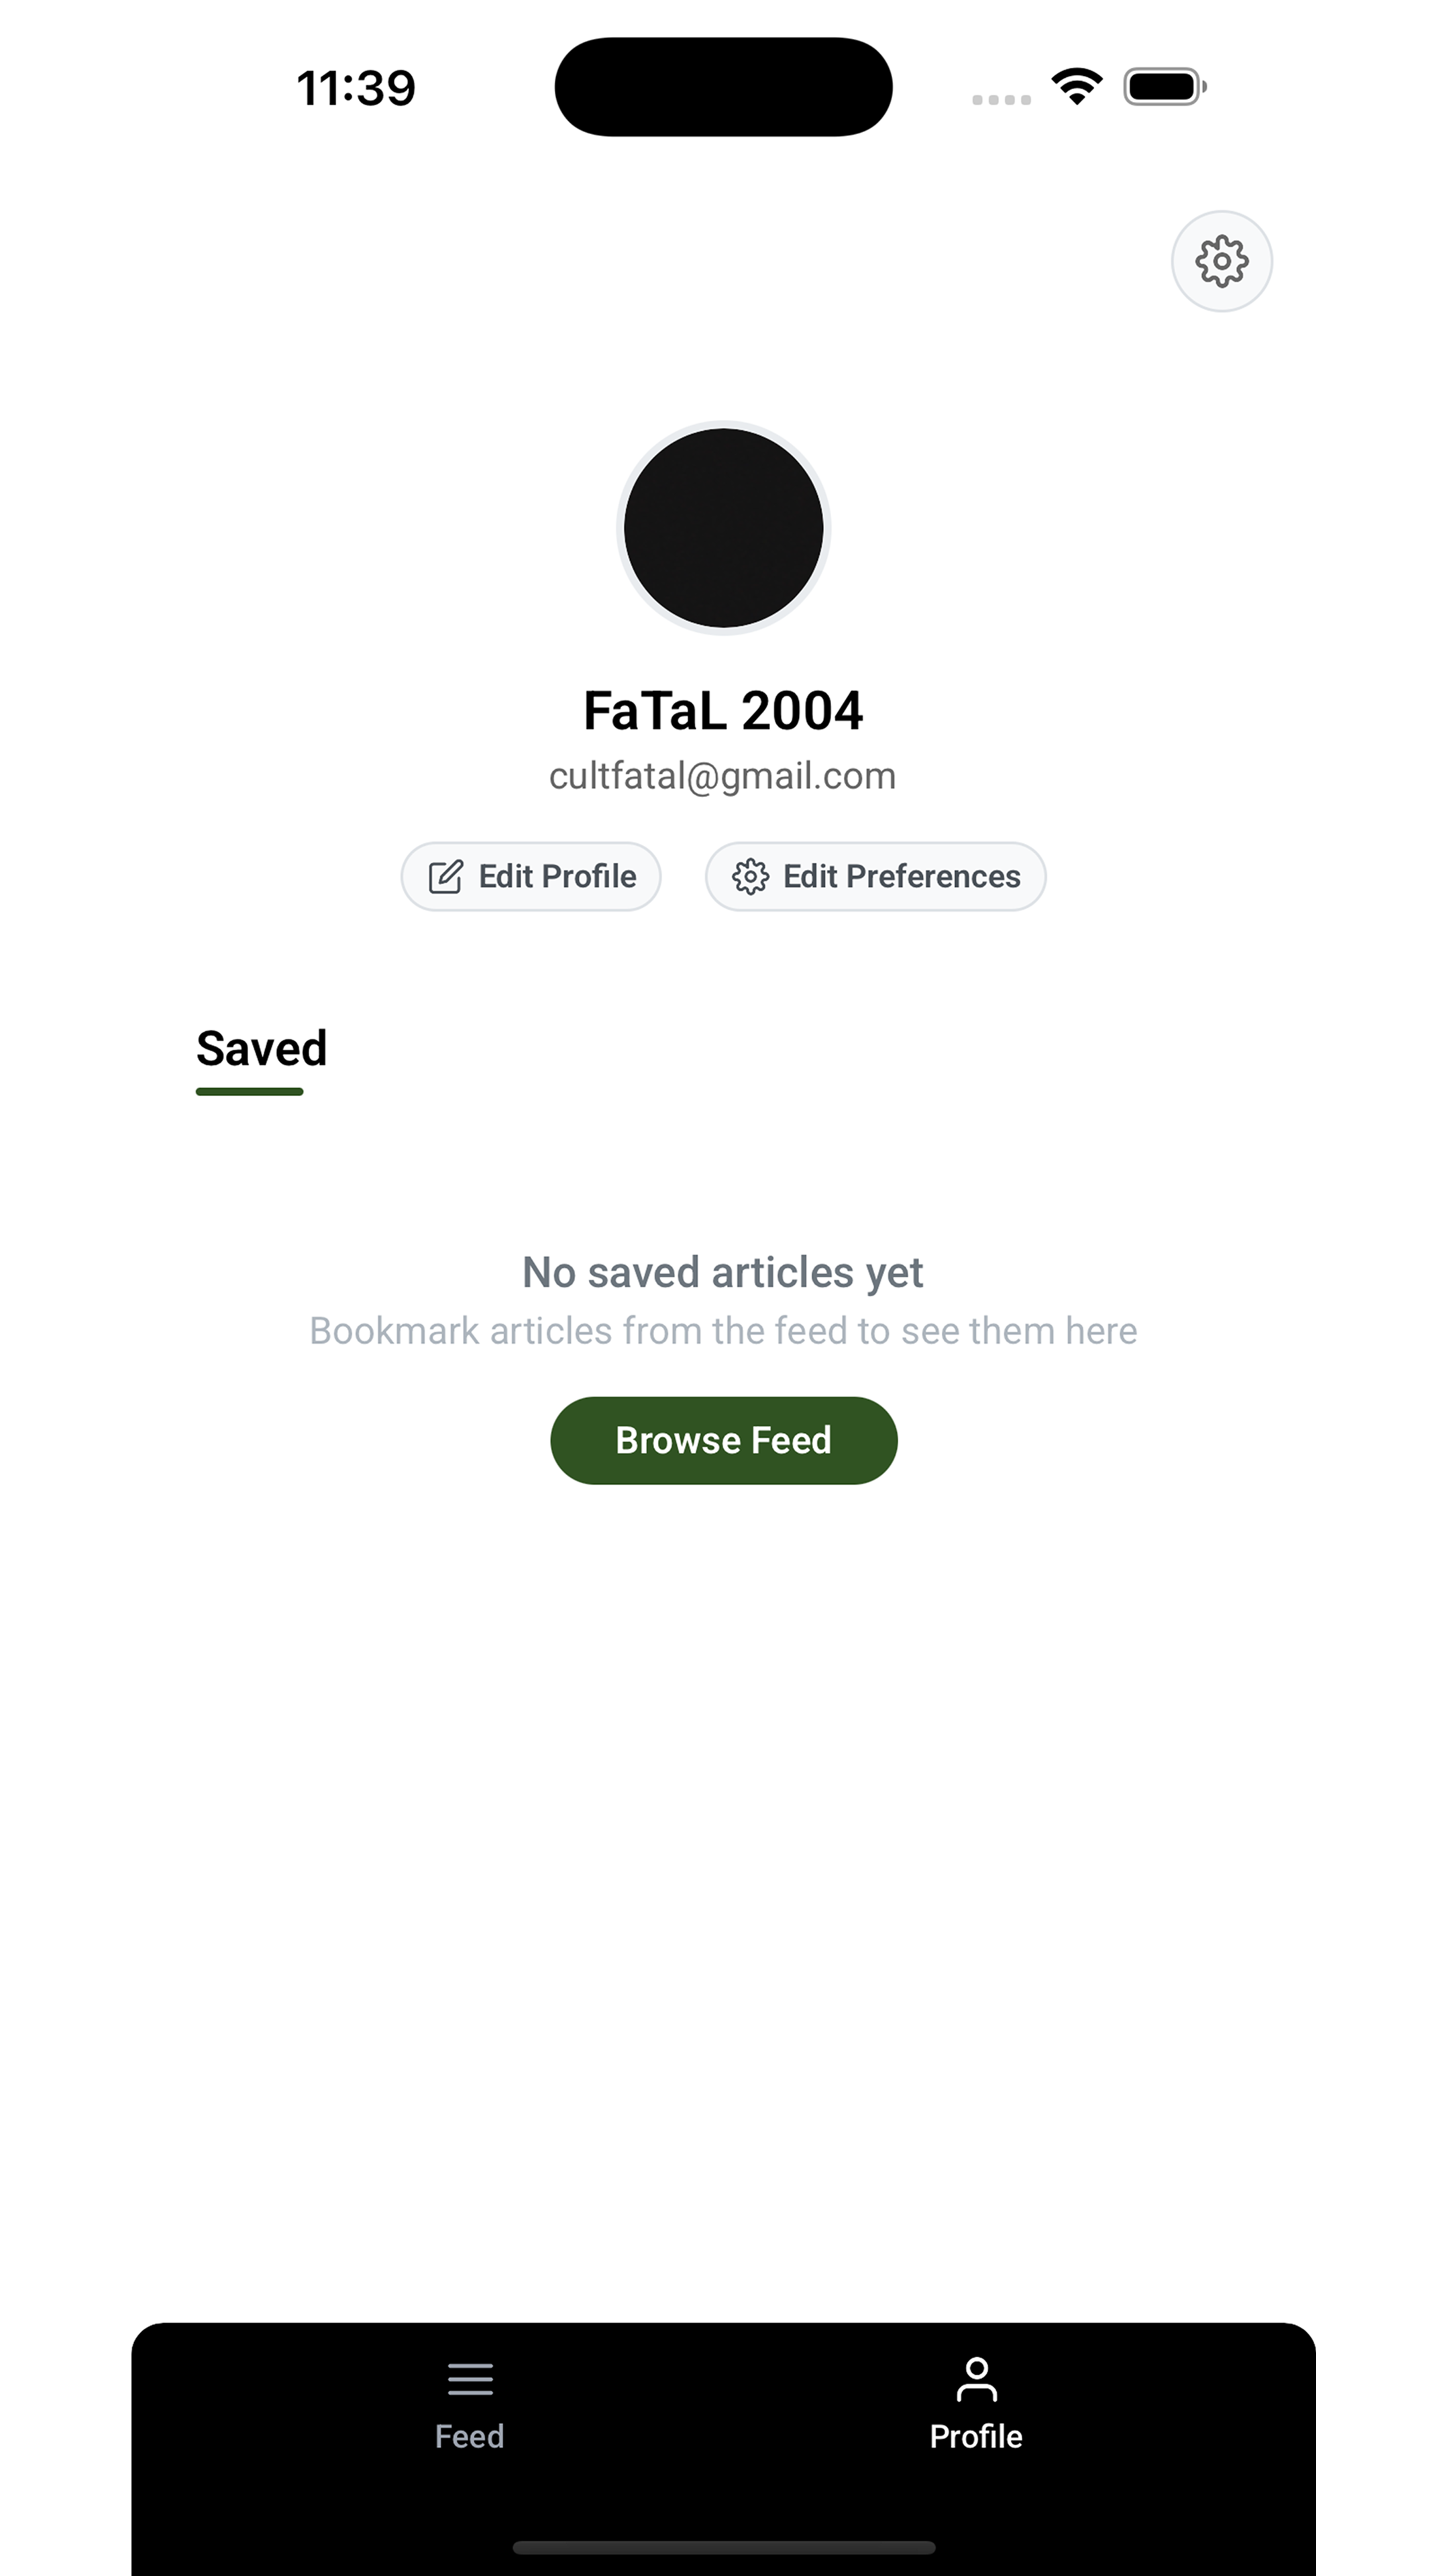 11:39
FaTaL 2004
cultfatal@gmail.com
Edit Profile
Edit Preferences
Saved
No saved articles yet
Bookmark articles from the feed to see them here
Browse Feed
Feed
Profile